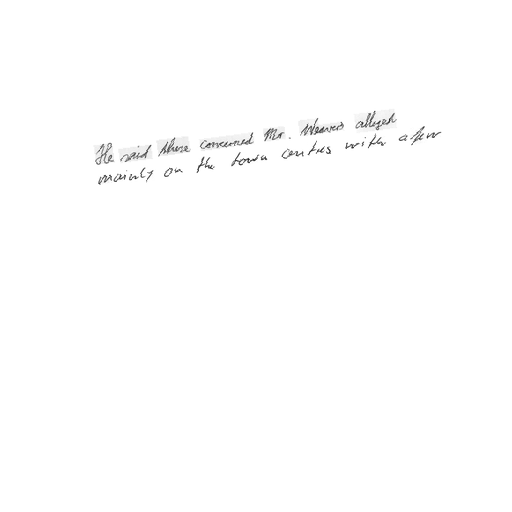 He said these concerned Mr. Weaver's alleged
mainly on the town centres with a few